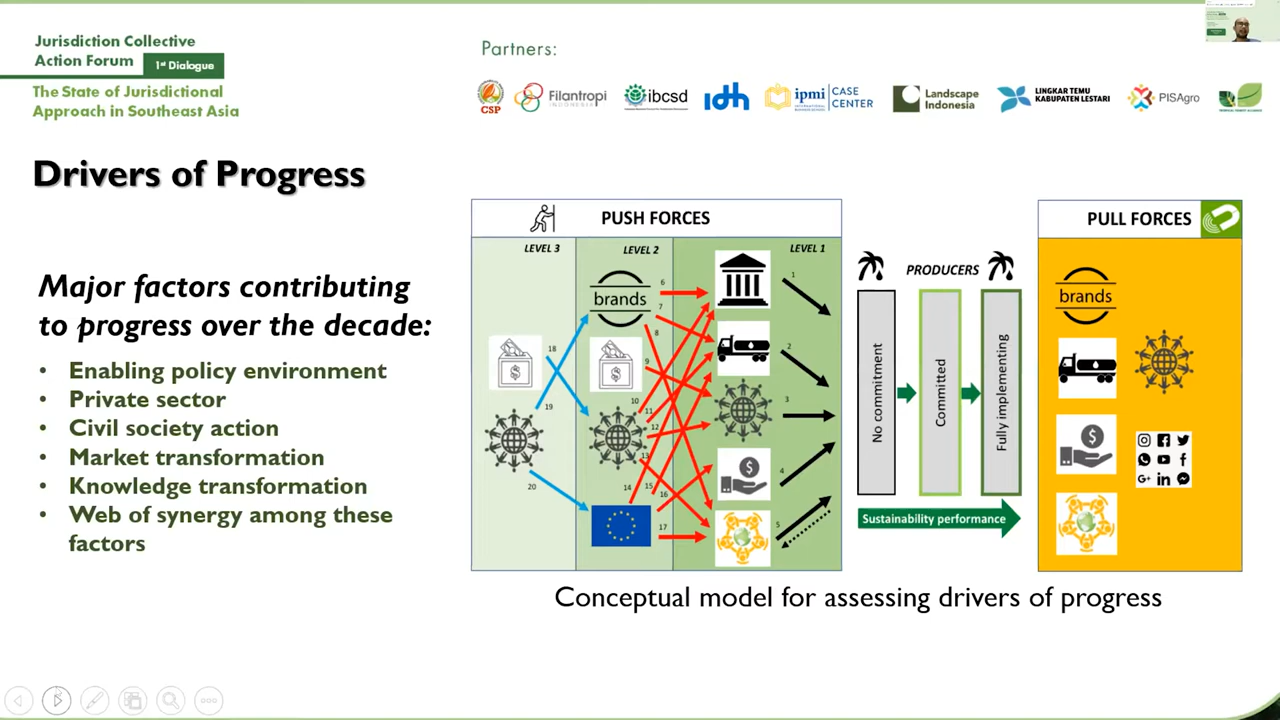 Jurisdiction Collective
Action Forum
1st Dialogue
The State of Jurisdictional
Approach in Southeast Asia
Partners:
CSP
Filantropi
INDONESIA
ibcsd
idh
ipmi
CASE
CENTER
Landscape
Indonesia
LINGKAR TEMU
KABUPATEN LESTARI
PISAgro
TROPICAL FOREST ALLIANCE
Drivers of Progress
Major factors contributing
to progress over the decade:
• Enabling policy environment
• Private sector
• Civil society action
• Market transformation
• Knowledge transformation
• Web of synergy among these
factors
PUSH FORCES
LEVEL 3
LEVEL 2
LEVEL 1
brands
$
$
$
1
2
3
4
5
6
7
8
9
10
11
12
13
14
15
16
17
18
19
20
PRODUCERS
No commitment
Committed
Fully implementing
Sustainability performance
PULL FORCES
brands
$
G+
in
Conceptual model for assessing drivers of progress